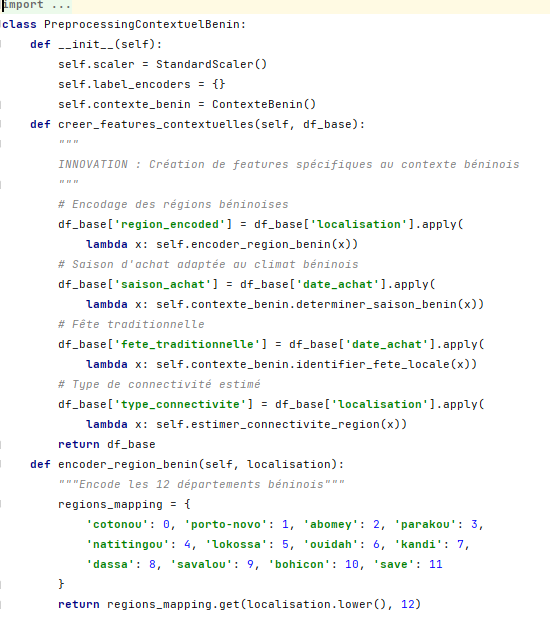 import ...
class PreprocessingContextuelBenin:
    def __init__(self):
        self.scaler = StandardScaler()
        self.label_encoders = {}
        self.contexte_benin = ContexteBenin()
    def creer_features_contextuelles(self, df_base):
        """
        INNOVATION : Création de features spécifiques au contexte béninois
        """
        # Encodage des régions béninoises
        df_base['region_encoded'] = df_base['localisation'].apply(
            lambda x: self.encoder_region_benin(x))
        # Saison d'achat adaptée au climat béninois
        df_base['saison_achat'] = df_base['date_achat'].apply(
            lambda x: self.contexte_benin.determiner_saison_benin(x))
        # Fête traditionnelle
        df_base['fete_traditionnelle'] = df_base['date_achat'].apply(
            lambda x: self.contexte_benin.identifier_fete_locale(x))
        # Type de connectivité estimé
        df_base['type_connectivite'] = df_base['localisation'].apply(
            lambda x: self.estimer_connectivite_region(x))
        return df_base
    def encoder_region_benin(self, localisation):
        """Encode les 12 départements béninois"""
        regions_mapping = {
            'cotonou': 0, 'porto-novo': 1, 'abomey': 2, 'parakou': 3,
            'natitingou': 4, 'lokossa': 5, 'ouidah': 6, 'kandi': 7,
            'dassa': 8, 'savalou': 9, 'bohicon': 10, 'save': 11
        }
        return regions_mapping.get(localisation.lower(), 12)